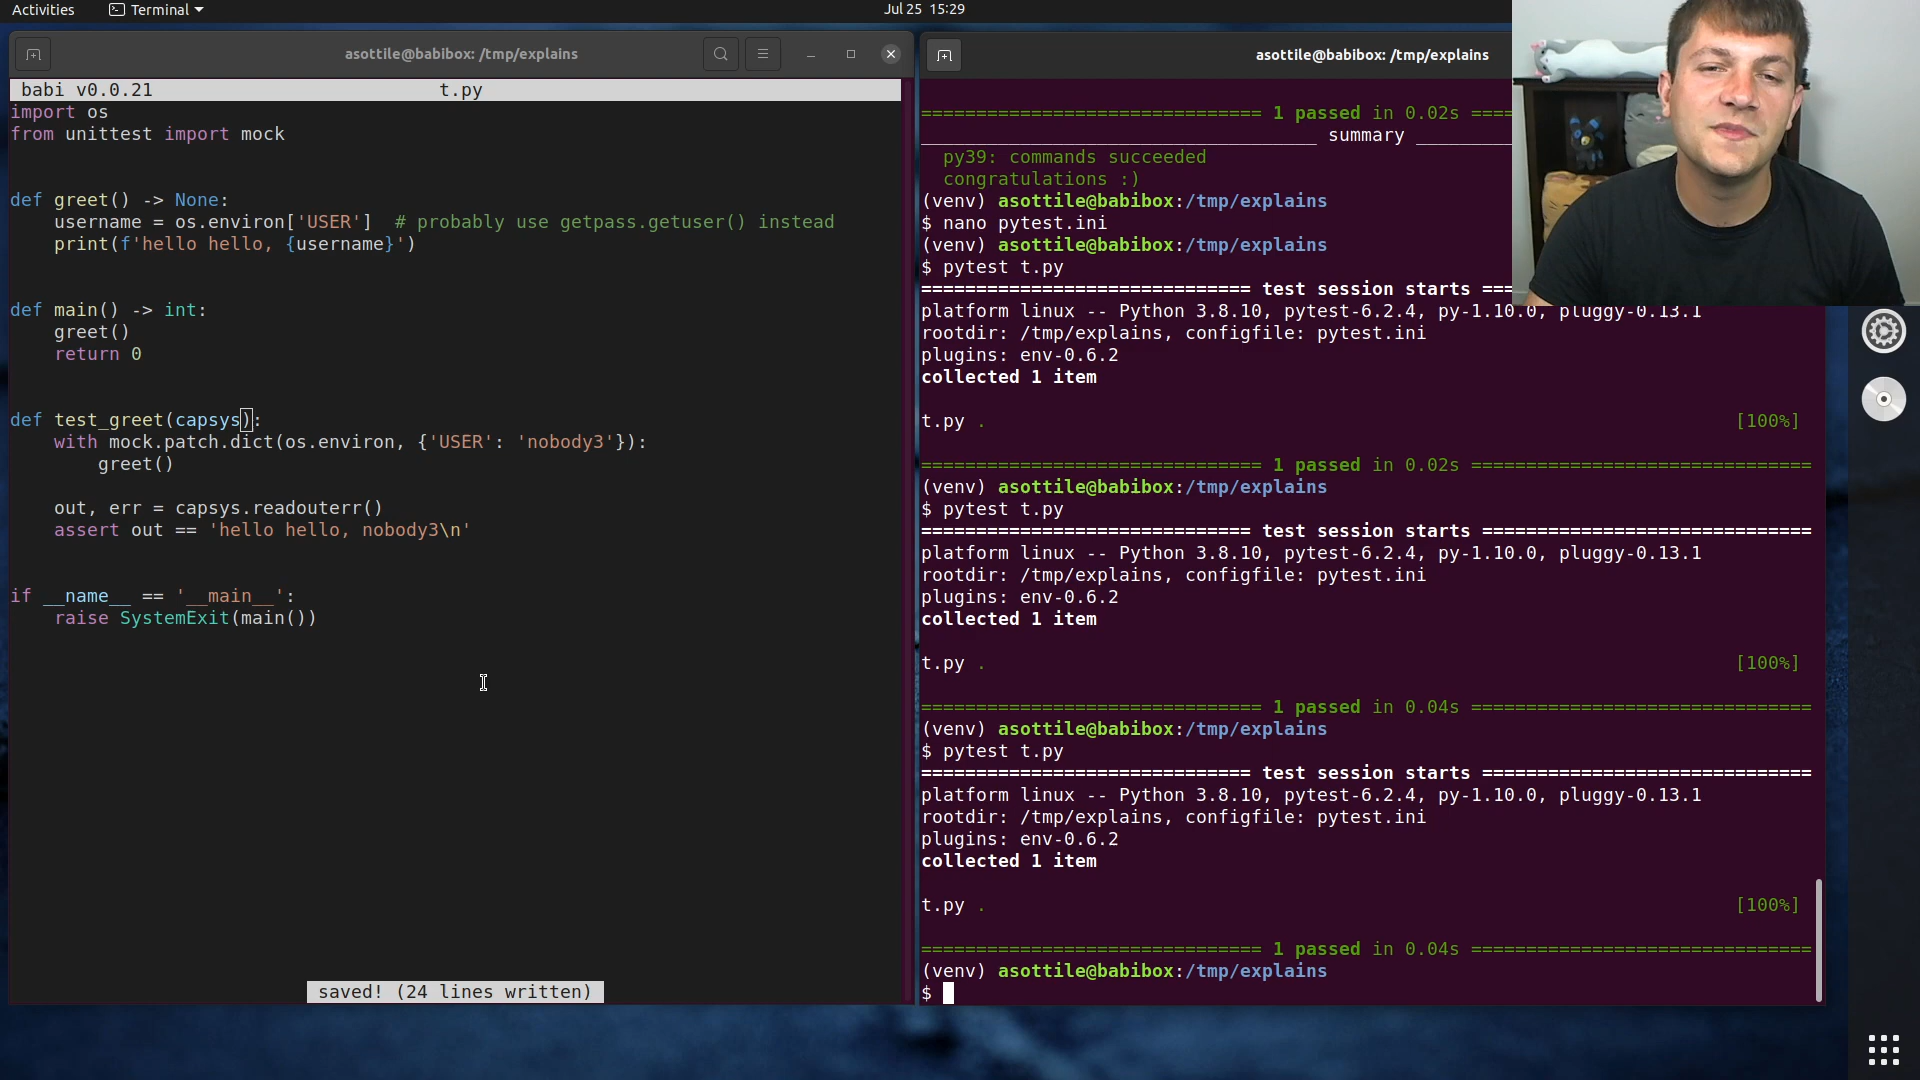 Activities
Terminal
Jul 25 15:29
asottile@babibox: /tmp/explains
babi v0.0.21 t.py
import os
from unittest import mock
def greet() -> None:
    username = os.environ['USER']  # probably use getpass.getuser() instead
    print(f'hello hello, {username}')
def main() -> int:
    greet()
    return 0
def test_greet(capsys):
    with mock.patch.dict(os.environ, {'USER': 'nobody3'}):
        greet()
    out, err = capsys.readouterr()
    assert out == 'hello hello, nobody3\n'
if __name__ == '__main__':
    raise SystemExit(main())
saved! (24 lines written)
asottile@babibox: /tmp/explains
=============================== 1 passed in 0.02s ====
____________________________________ summary _________
  py39: commands succeeded
  congratulations :)
(venv) asottile@babibox:/tmp/explains
$ nano pytest.ini
(venv) asottile@babibox:/tmp/explains
$ pytest t.py
============================== test session starts ===
platform linux -- Python 3.8.10, pytest-6.2.4, py-1.10.0, pluggy-0.13.1
rootdir: /tmp/explains, configfile: pytest.ini
plugins: env-0.6.2
collected 1 item
t.py . [100%]
=============================== 1 passed in 0.02s ===============================
(venv) asottile@babibox:/tmp/explains
$ pytest t.py
============================== test session starts ==============================
platform linux -- Python 3.8.10, pytest-6.2.4, py-1.10.0, pluggy-0.13.1
rootdir: /tmp/explains, configfile: pytest.ini
plugins: env-0.6.2
collected 1 item
t.py . [100%]
=============================== 1 passed in 0.04s ===============================
(venv) asottile@babibox:/tmp/explains
$ pytest t.py
============================== test session starts ==============================
platform linux -- Python 3.8.10, pytest-6.2.4, py-1.10.0, pluggy-0.13.1
rootdir: /tmp/explains, configfile: pytest.ini
plugins: env-0.6.2
collected 1 item
t.py . [100%]
=============================== 1 passed in 0.04s ===============================
(venv) asottile@babibox:/tmp/explains
$